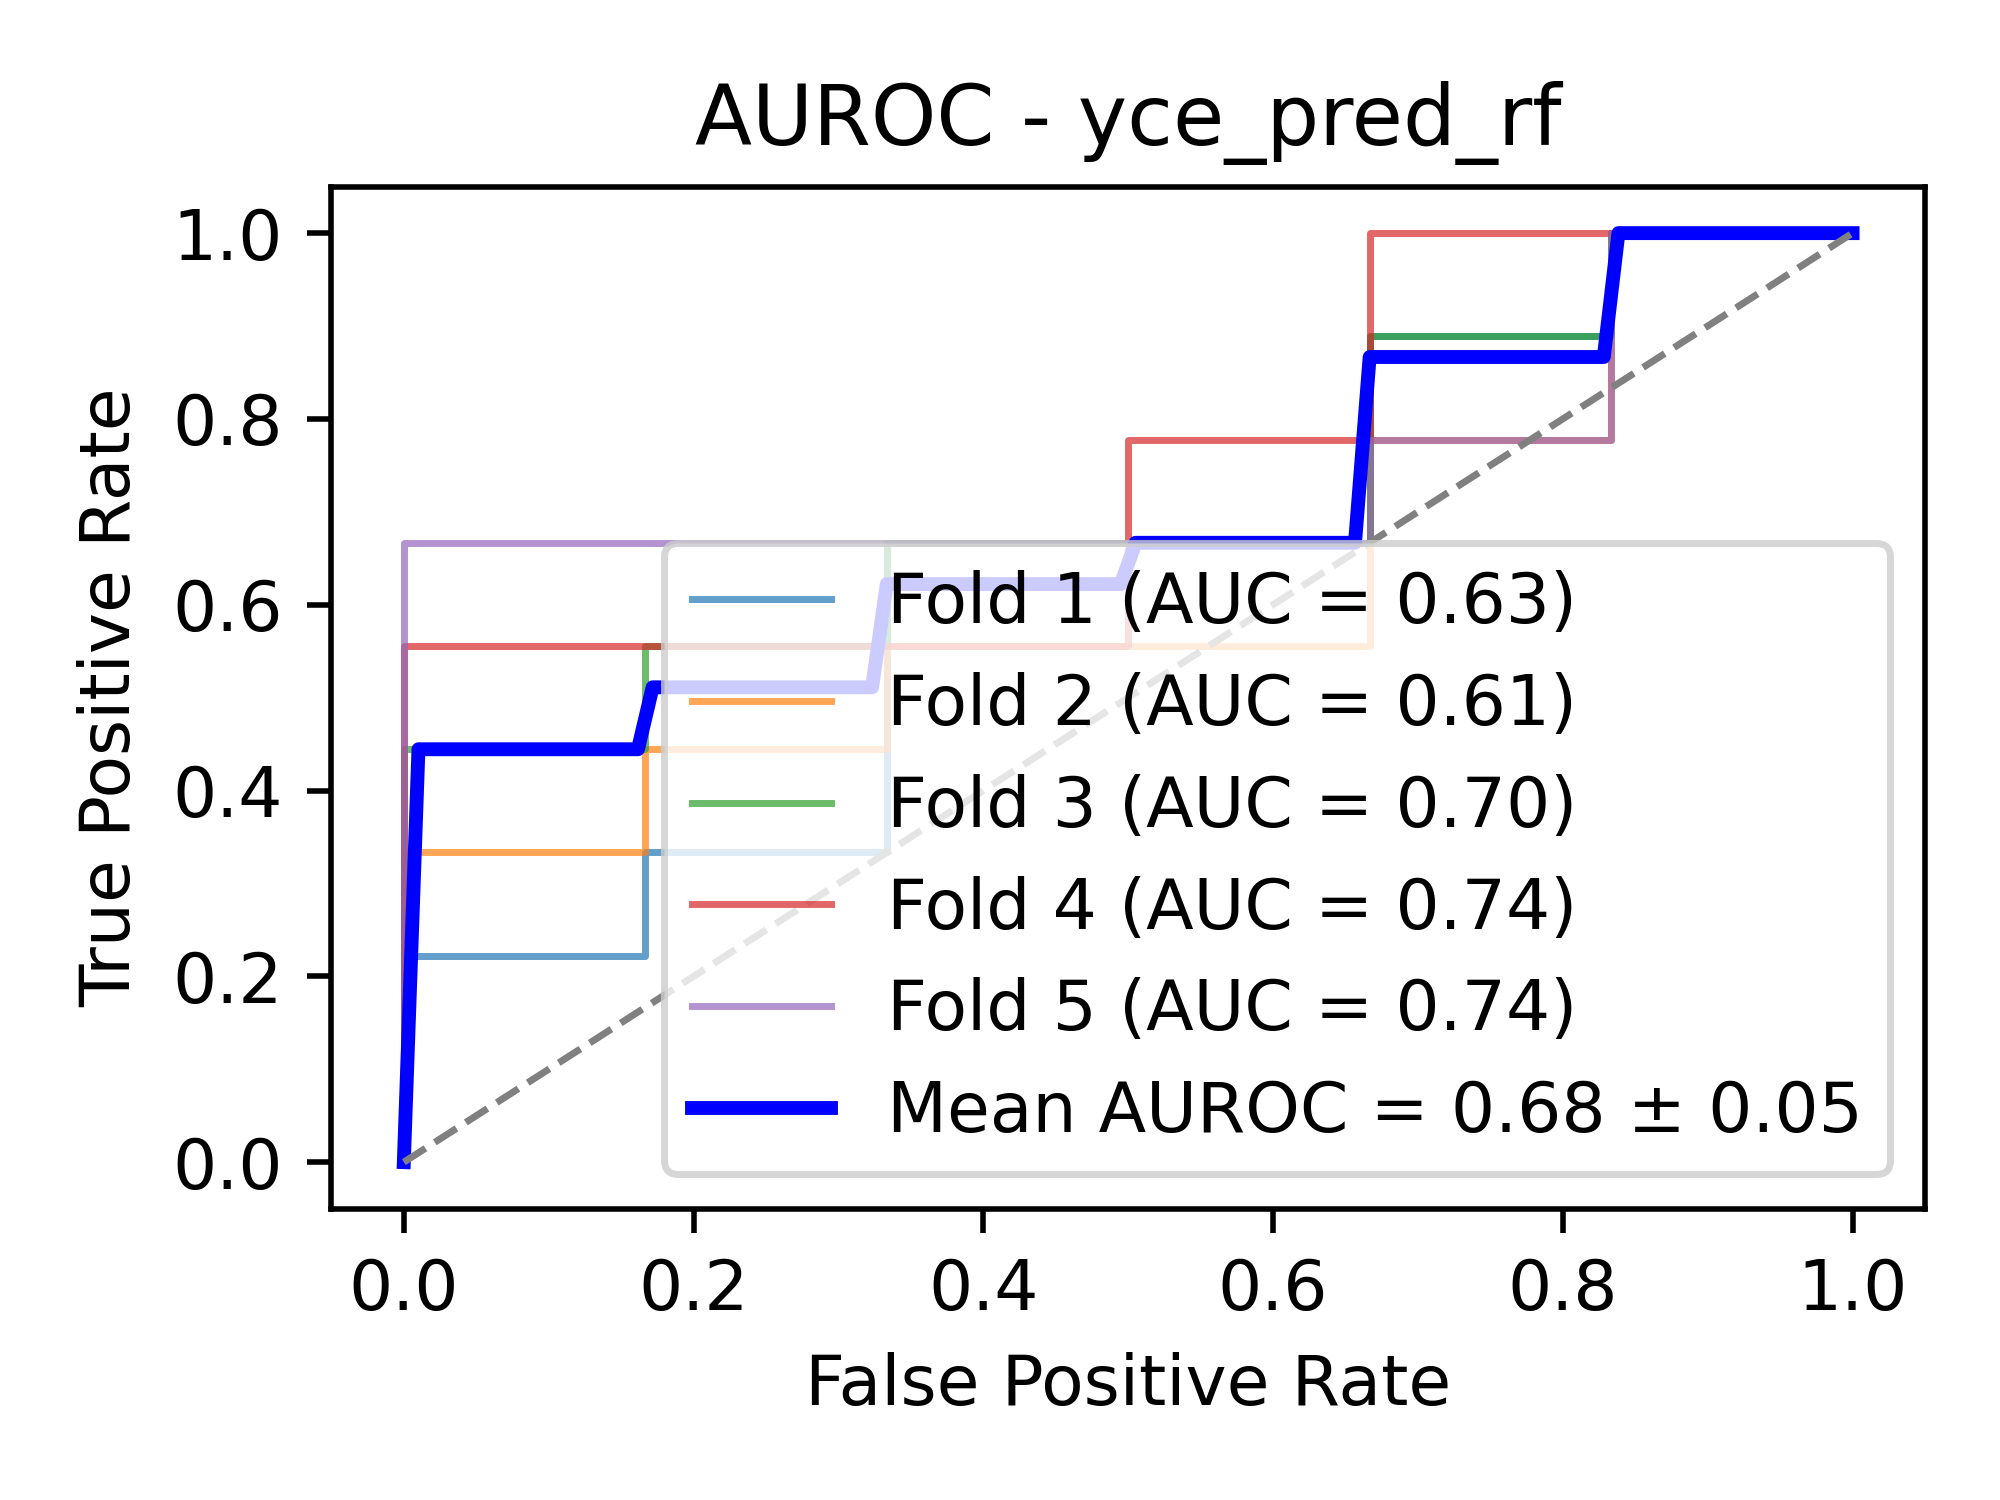 AUROC - yce_pred_rf
True Positive Rate
1.0
0.8
0.6
0.4
0.2
0.0
Fold 1 (AUC = 0.63)
Fold 2 (AUC = 0.61)
Fold 3 (AUC = 0.70)
Fold 4 (AUC = 0.74)
Fold 5 (AUC = 0.74)
Mean AUROC = 0.68 ± 0.05
0.0 0.2 0.4 0.6 0.8 1.0
False Positive Rate